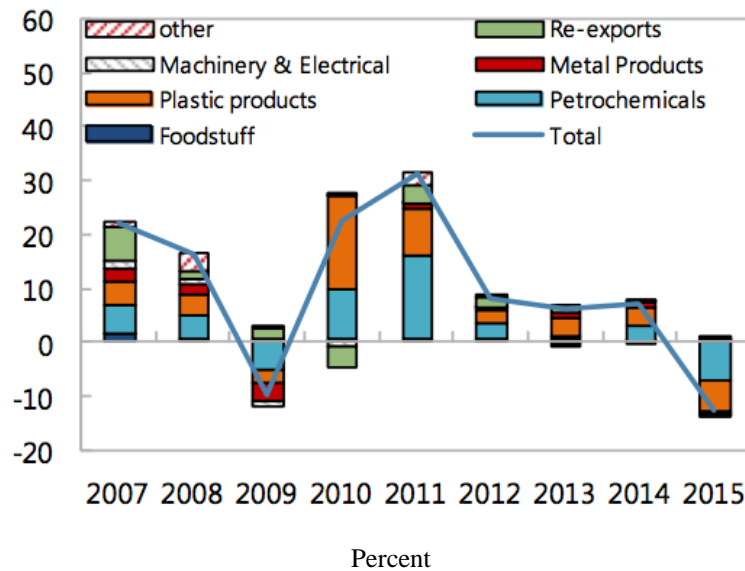 60
50
40
30
20
10
0
-10
-20
other
Re-exports
Machinery & Electrical
Metal Products
Plastic products
Petrochemicals
Foodstuff
Total
2007 2008 2009 2010 2011 2012 2013 2014 2015
Percent